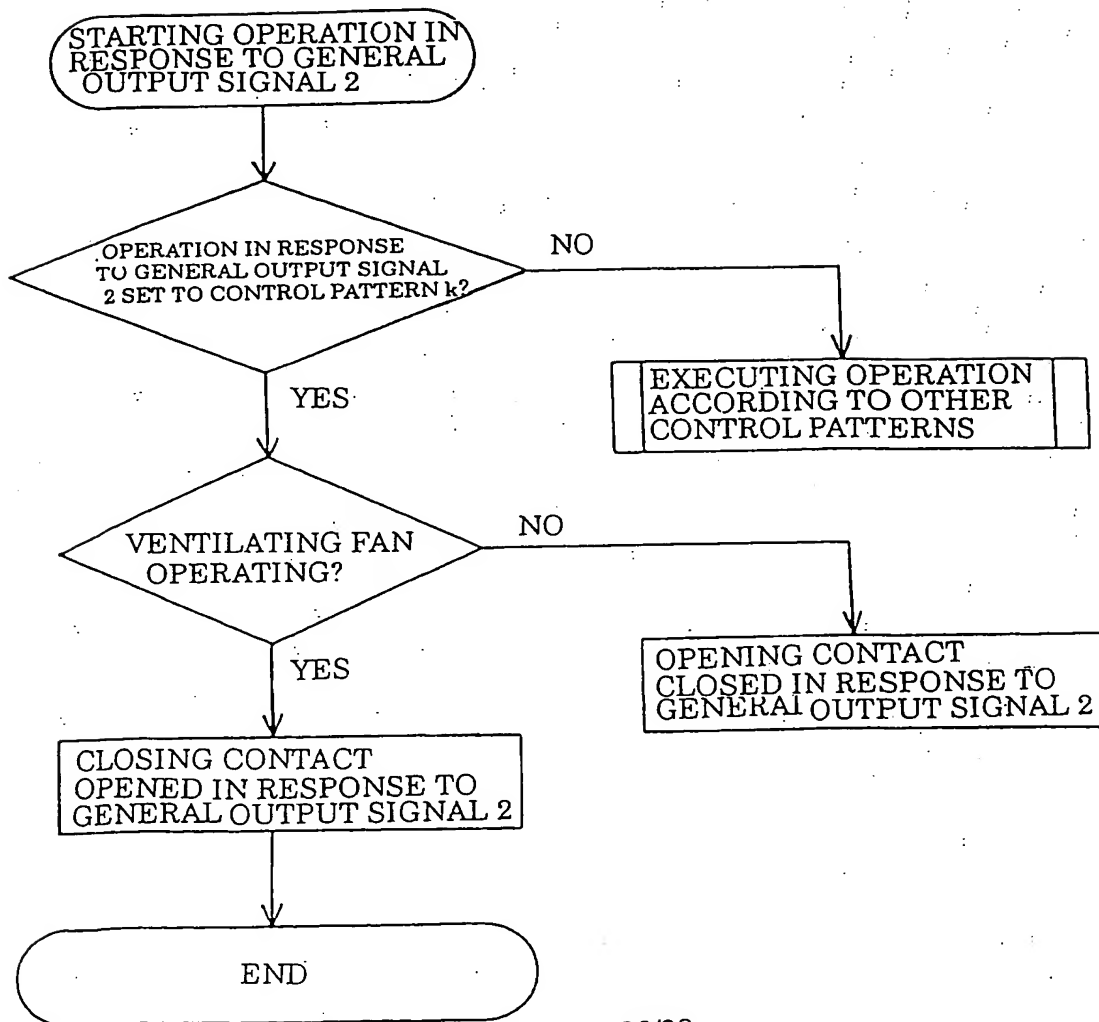 STARTING OPERATION IN
RESPONSE TO GENERAL
OUTPUT SIGNAL 2
OPERATION IN RESPONSE
TO GENERAL OUTPUT SIGNAL
2 SET TO CONTROL PATTERN k?
NO
EXECUTING OPERATION
ACCORDING TO OTHER
CONTROL PATTERNS
YES
VENTILATING FAN
OPERATING?
NO
OPENING CONTACT
CLOSED IN RESPONSE TO
GENERAL OUTPUT SIGNAL 2
YES
CLOSING CONTACT
OPENED IN RESPONSE TO
GENERAL OUTPUT SIGNAL 2
END